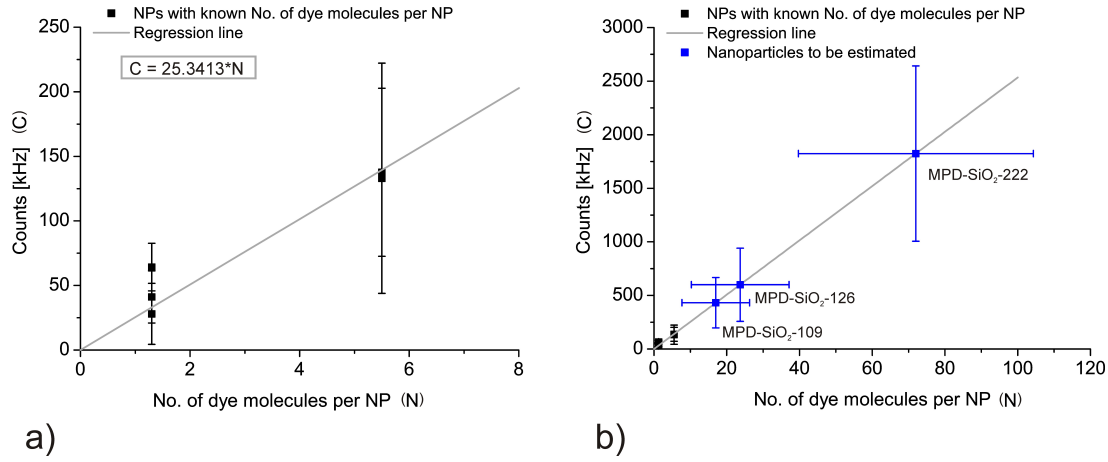 NPs with known No. of dye molecules per NP
Regression line
C = 25.3413*N
250
200
150
100
50
0
Counts [kHz] (C)
0
2
4
6
8
No. of dye molecules per NP (N)
a)
NPs with known No. of dye molecules per NP
Regression line
Nanoparticles to be estimated
3000
2500
2000
1500
1000
500
0
Counts [kHz] (C)
MPD-SiO₂-222
MPD-SiO₂-126
MPD-SiO₂-109
0
20
40
60
80
100
120
No. of dye molecules per NP (N)
b)